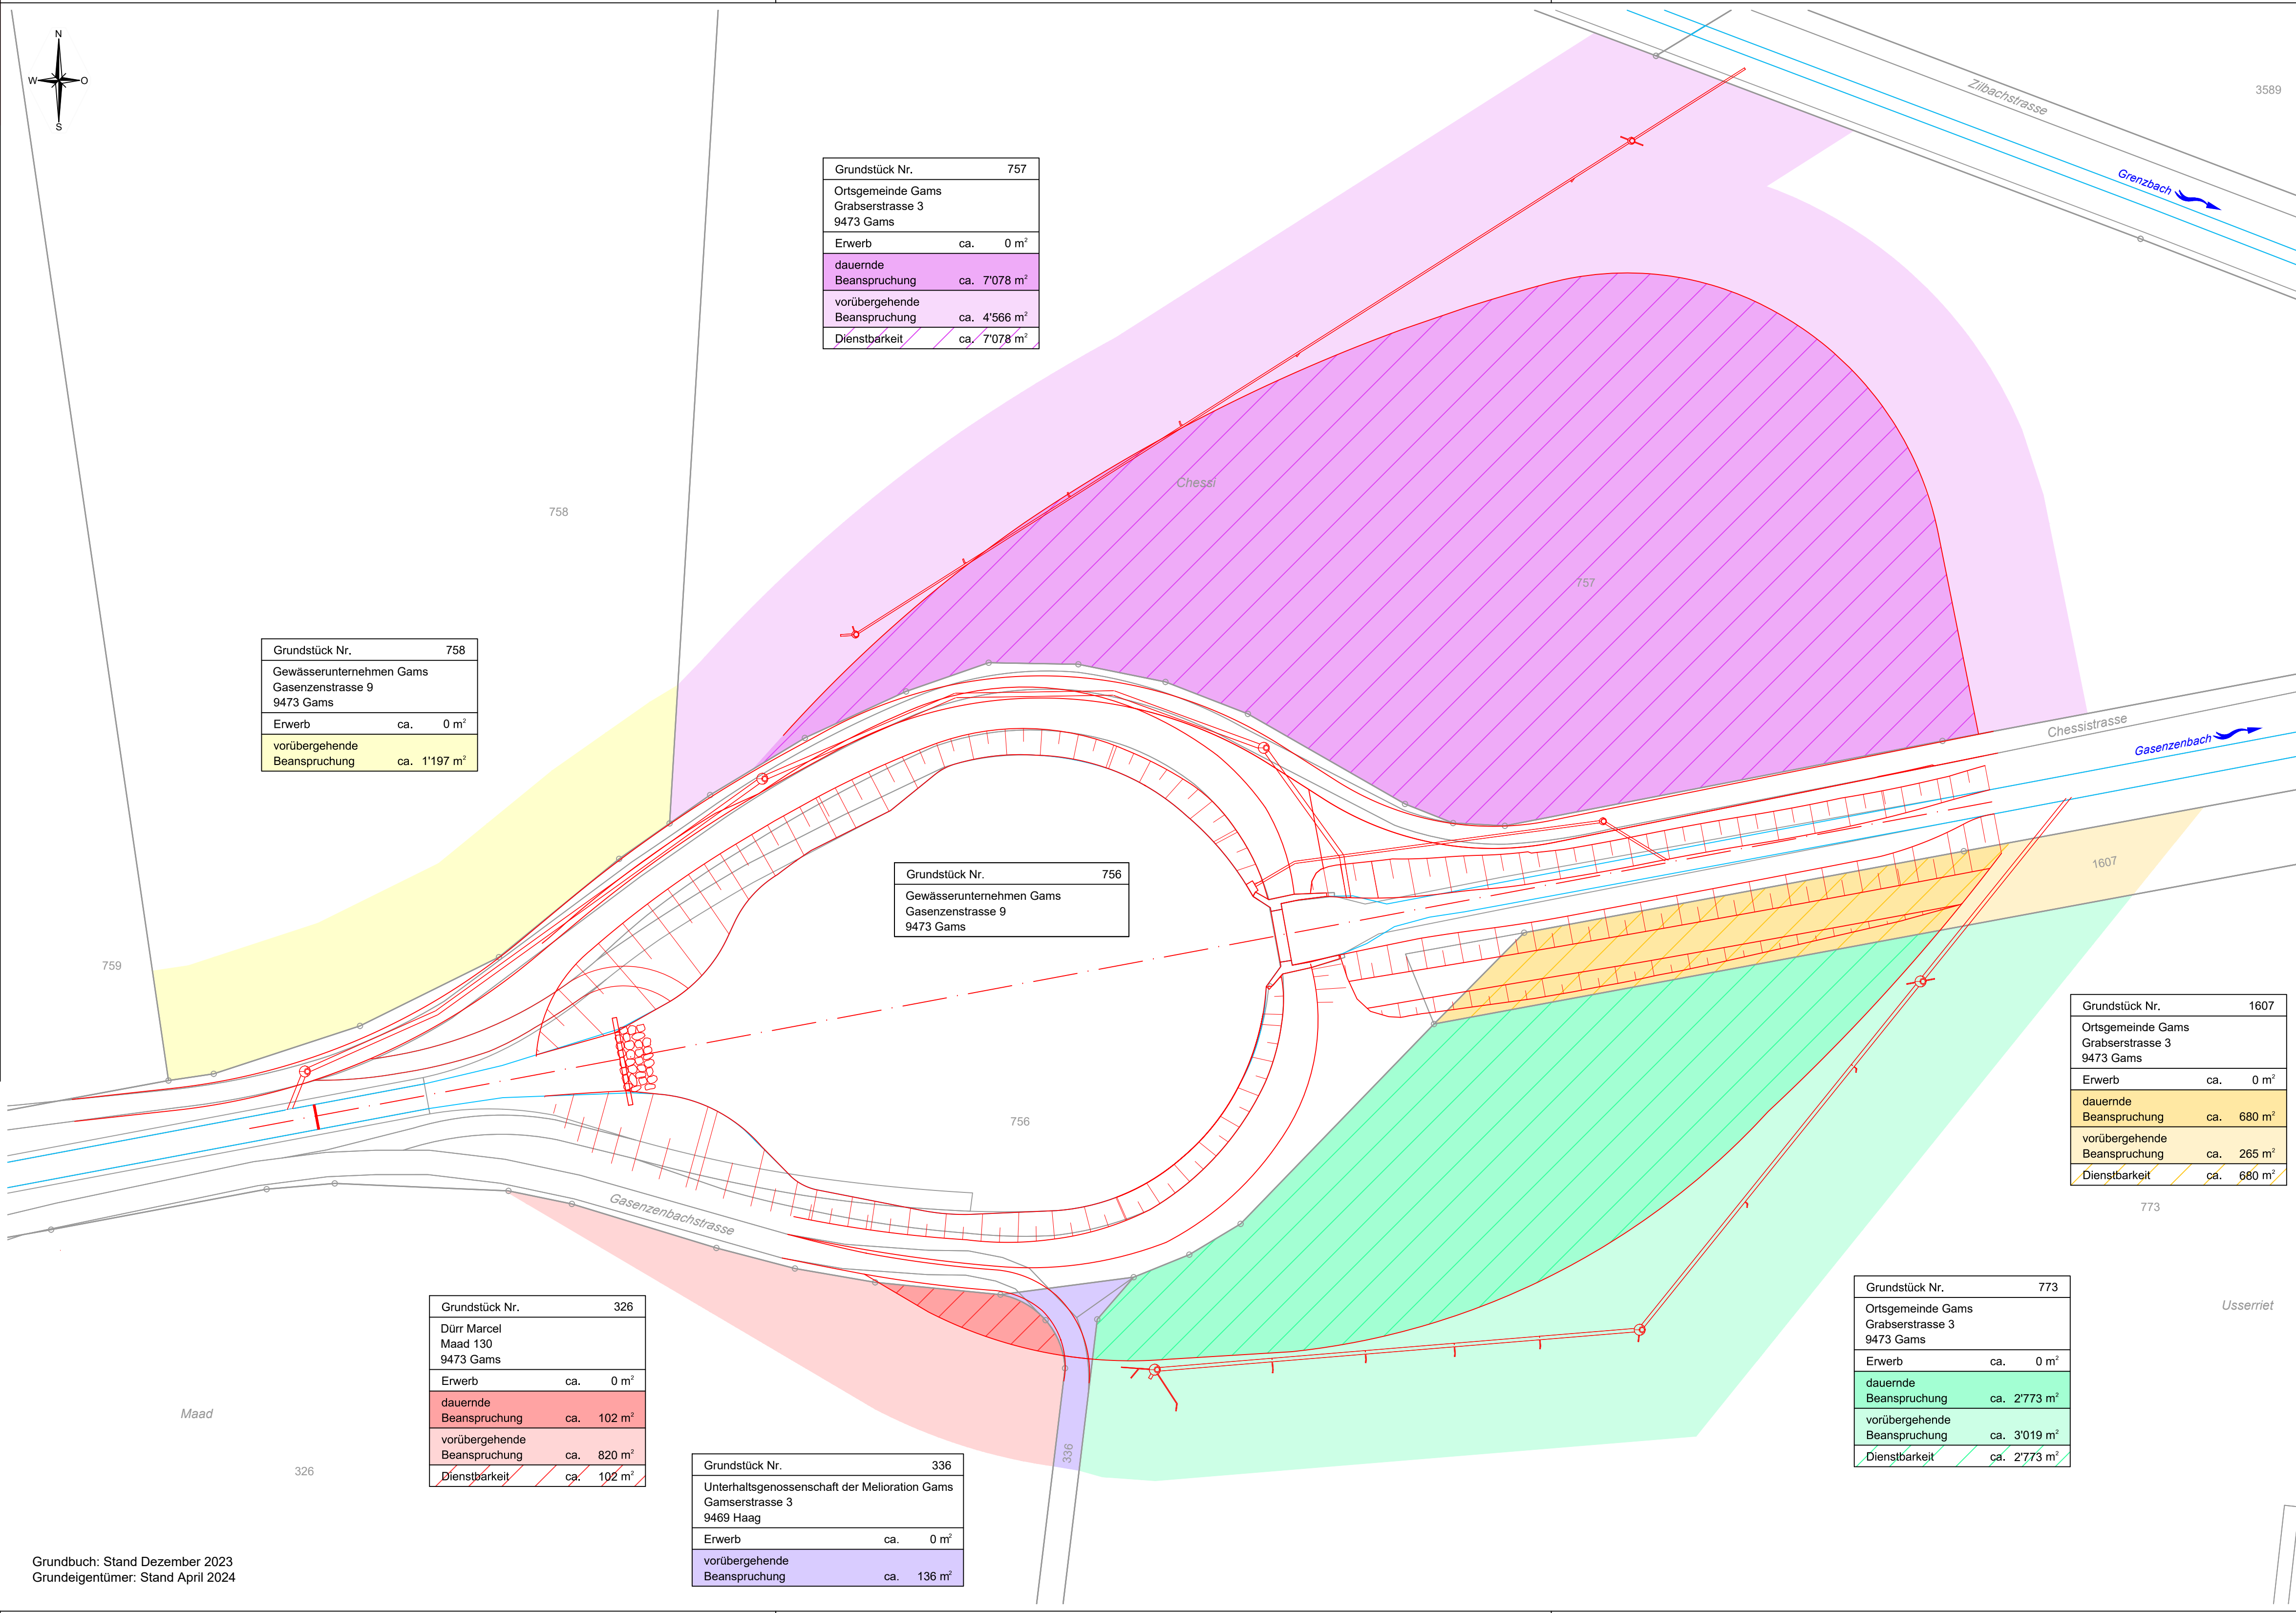 N
W O
S
Zilbachstrasse
3589
Grenzbach
Grundstück Nr. 757
Ortsgemeinde Gams
Grabserstrasse 3
9473 Gams
Erwerb ca. 0 m²
dauernde
Beanspruchung ca. 7'078 m²
vorübergehende
Beanspruchung ca. 4'566 m²
Dienstbarkeit ca. 7'078 m²
Chessi
758
757
Grundstück Nr. 758
Gewässerunternehmen Gams
Gasenzenstrasse 9
9473 Gams
Erwerb ca. 0 m²
vorübergehende
Beanspruchung ca. 1'197 m²
Chessistrasse
Gasenzenbach
Grundstück Nr. 756
Gewässerunternehmen Gams
Gasenzenstrasse 9
9473 Gams
1607
759
Grundstück Nr. 1607
Ortsgemeinde Gams
Grabserstrasse 3
9473 Gams
Erwerb ca. 0 m²
dauernde
Beanspruchung ca. 680 m²
vorübergehende
Beanspruchung ca. 265 m²
Dienstbarkeit ca. 680 m²
756
773
Gasenzenbachstrasse
Usserriet
Grundstück Nr. 773
Ortsgemeinde Gams
Grabserstrasse 3
9473 Gams
Erwerb ca. 0 m²
dauernde
Beanspruchung ca. 2'773 m²
vorübergehende
Beanspruchung ca. 3'019 m²
Dienstbarkeit ca. 2'773 m²
Grundstück Nr. 326
Dürr Marcel
Maad 130
9473 Gams
Erwerb ca. 0 m²
dauernde
Beanspruchung ca. 102 m²
vorübergehende
Beanspruchung ca. 820 m²
Dienstbarkeit ca. 102 m²
Maad
326
336
Grundstück Nr. 336
Unterhaltsgenossenschaft der Melioration Gams
Gamserstrasse 3
9469 Haag
Erwerb ca. 0 m²
vorübergehende
Beanspruchung ca. 136 m²
Grundbuch: Stand Dezember 2023
Grundeigentümer: Stand April 2024